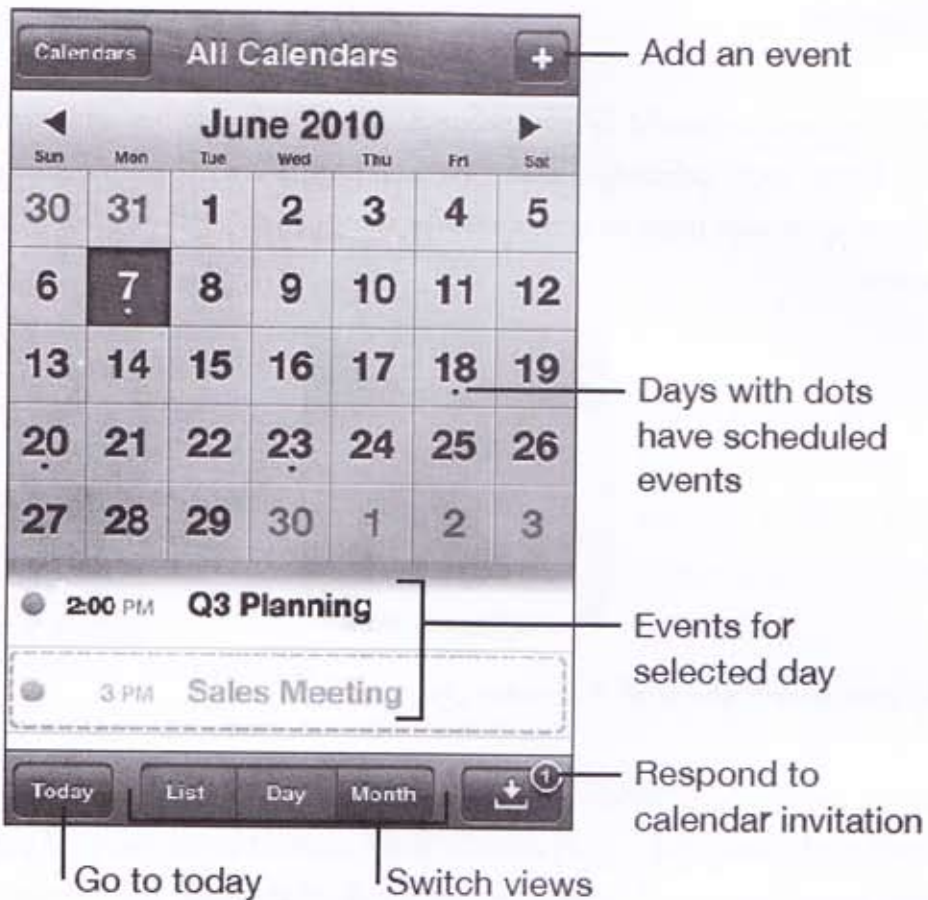 Calendars All Calendars +
Add an event
June 2010
Sun Mon Tue Wed Thu Fri Sat
30 31 1 2 3 4 5
6 7 8 9 10 11 12
13 14 15 16 17 18 19
Days with dots
have scheduled
events
20 21 22 23 24 25 26
27 28 29 30 1 2 3
2:00 PM Q3 Planning
3 PM Sales Meeting
Events for
selected day
Today List Day Month 1
Respond to
calendar invitation
Go to today
Switch views